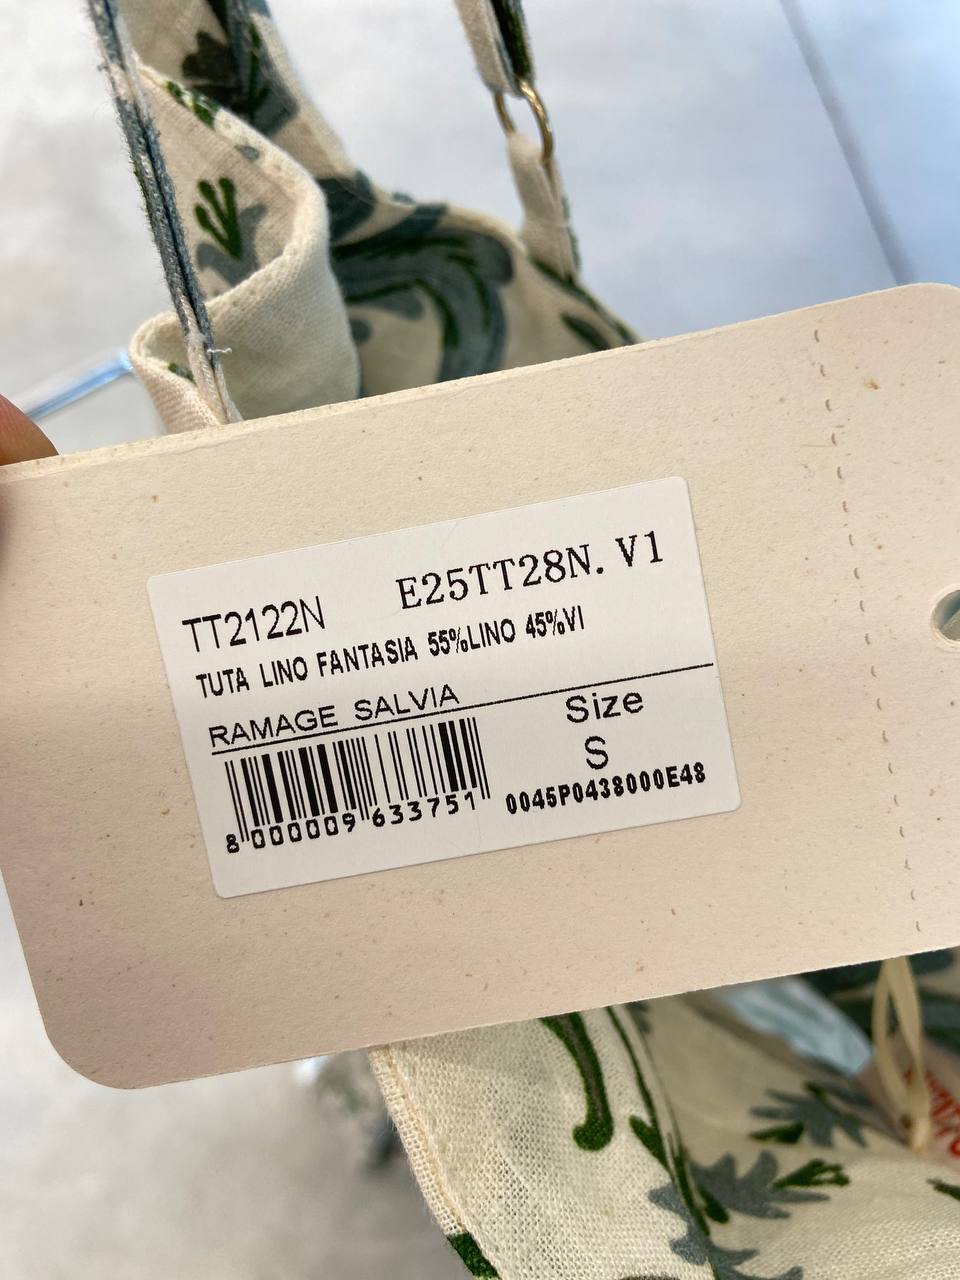 TT2122N E25TT28N. V1
TUTA LINO FANTASIA 55%LINO 45%VI
RAMAGE SALVIA
Size
S
8 000009 633751
0045P0438000E48